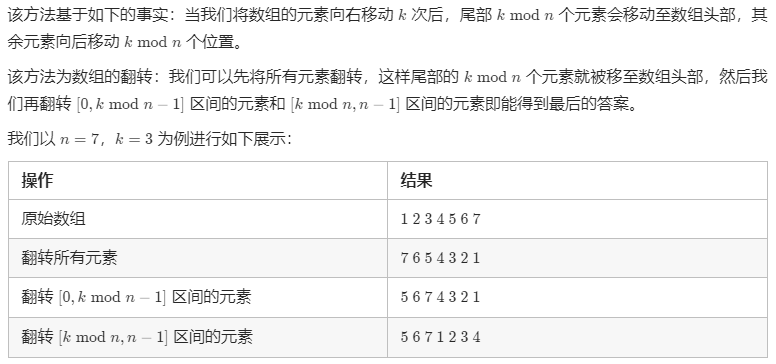 该方法基于如下的事实：当我们将数组的元素向右移动 k 次后，尾部 k mod n 个元素会移动至数组头部，其
余元素向后移动 k mod n 个位置。
该方法为数组的翻转：我们可以先将所有元素翻转，这样尾部的 k mod n 个元素就被移至数组头部，然后我
们再翻转 [0, k mod n − 1] 区间的元素和 [k mod n, n − 1] 区间的元素即能得到最后的答案。
我们以 n = 7，k = 3 为例进行如下展示：
操作 结果
原始数组 1 2 3 4 5 6 7
翻转所有元素 7 6 5 4 3 2 1
翻转 [0, k mod n − 1] 区间的元素 5 6 7 4 3 2 1
翻转 [k mod n, n − 1] 区间的元素 5 6 7 1 2 3 4